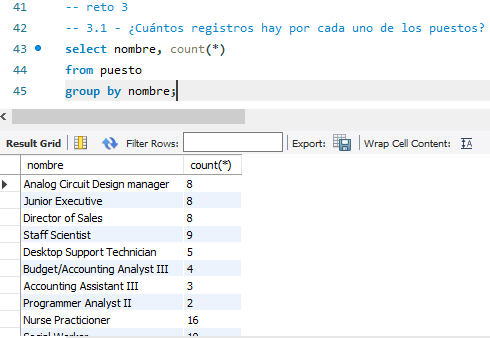 41 -- reto 3
42 -- 3.1 - ¿Cuántos registros hay por cada uno de los puestos?
43 select nombre, count(*)
44 from puesto
45 group by nombre;
Result Grid Filter Rows: Export: Wrap Cell Content:
nombre count(*)
Analog Circuit Design manager 8
Junior Executive 8
Director of Sales 8
Staff Scientist 9
Desktop Support Technician 5
Budget/Accounting Analyst III 4
Accounting Assistant III 3
Programmer Analyst II 2
Nurse Practicioner 16
Social Worker